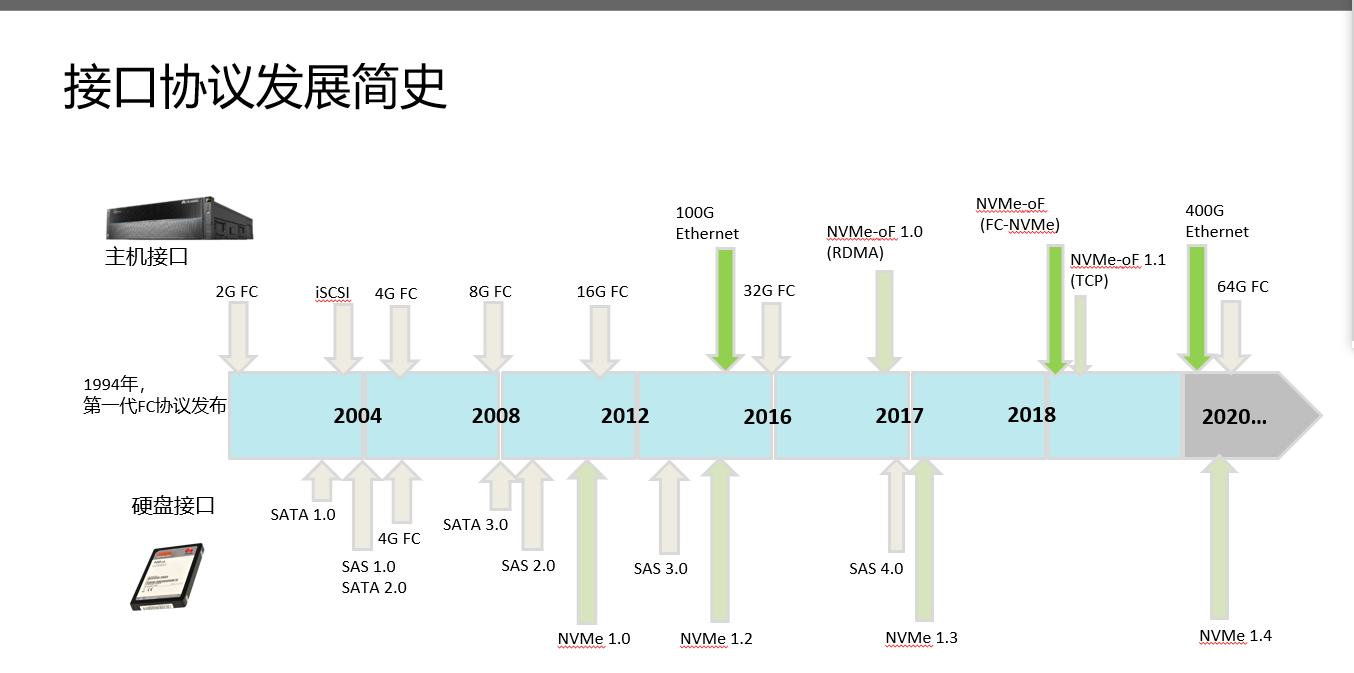 接口协议发展简史
主机接口
100G
Ethernet
NVMe-oF 1.0
(RDMA)
NVMe-oF
(FC-NVMe)
NVMe-oF 1.1
(TCP)
400G
Ethernet
2G FC
iSCSI
4G FC
8G FC
16G FC
32G FC
64G FC
1994年，
第一代FC协议发布
2004
2008
2012
2016
2017
2018
2020...
硬盘接口
SATA 1.0
SAS 1.0
SATA 2.0
4G FC
SATA 3.0
SAS 2.0
NVMe 1.0
SAS 3.0
NVMe 1.2
SAS 4.0
NVMe 1.3
NVMe 1.4